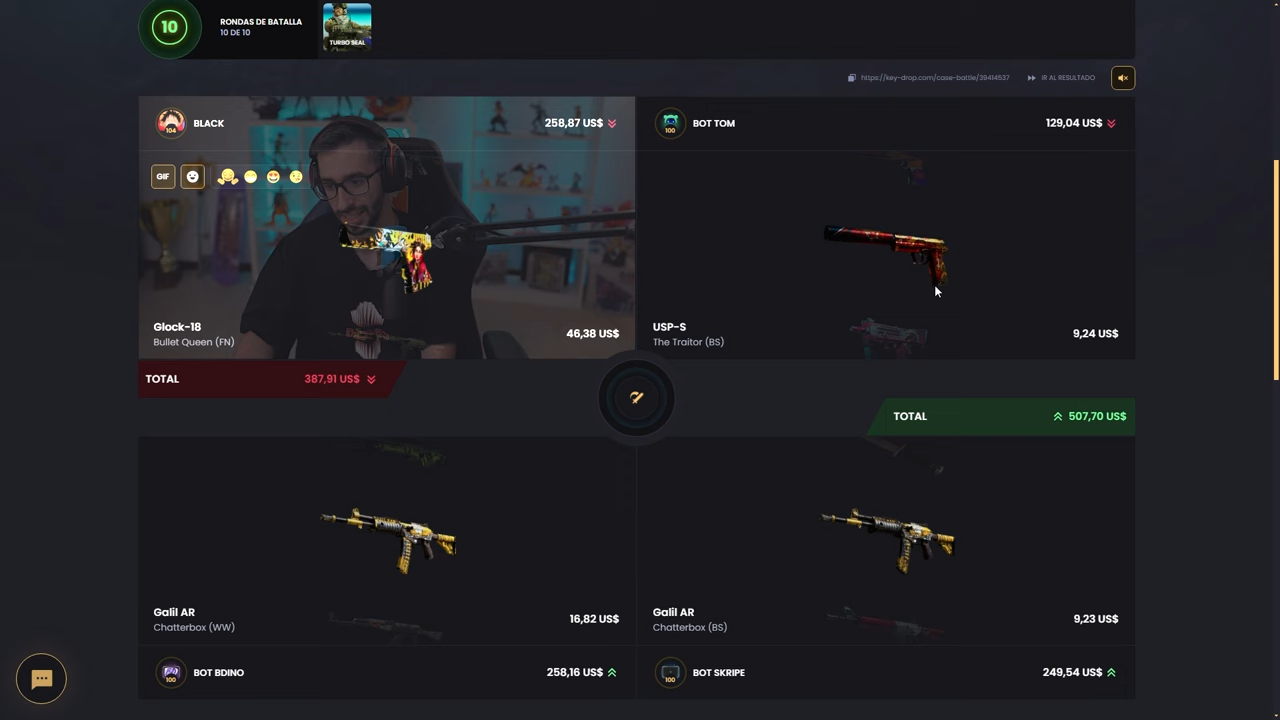 10
RONDAS DE BATALLA
10 DE 10
TURBO SEAL
https://key-drop.com/case-battle/39414537
IR AL RESULTADO
104
BLACK
258,87 US$
100
BOT TOM
129,04 US$
GIF
Glock-18
Bullet Queen (FN)
46,38 US$
USP-S
The Traitor (BS)
9,24 US$
TOTAL
387,91 US$
TOTAL
507,70 US$
Galil AR
Chatterbox (WW)
16,82 US$
Galil AR
Chatterbox (BS)
9,23 US$
100
BOT BDINO
258,16 US$
100
BOT SKRIPE
249,54 US$